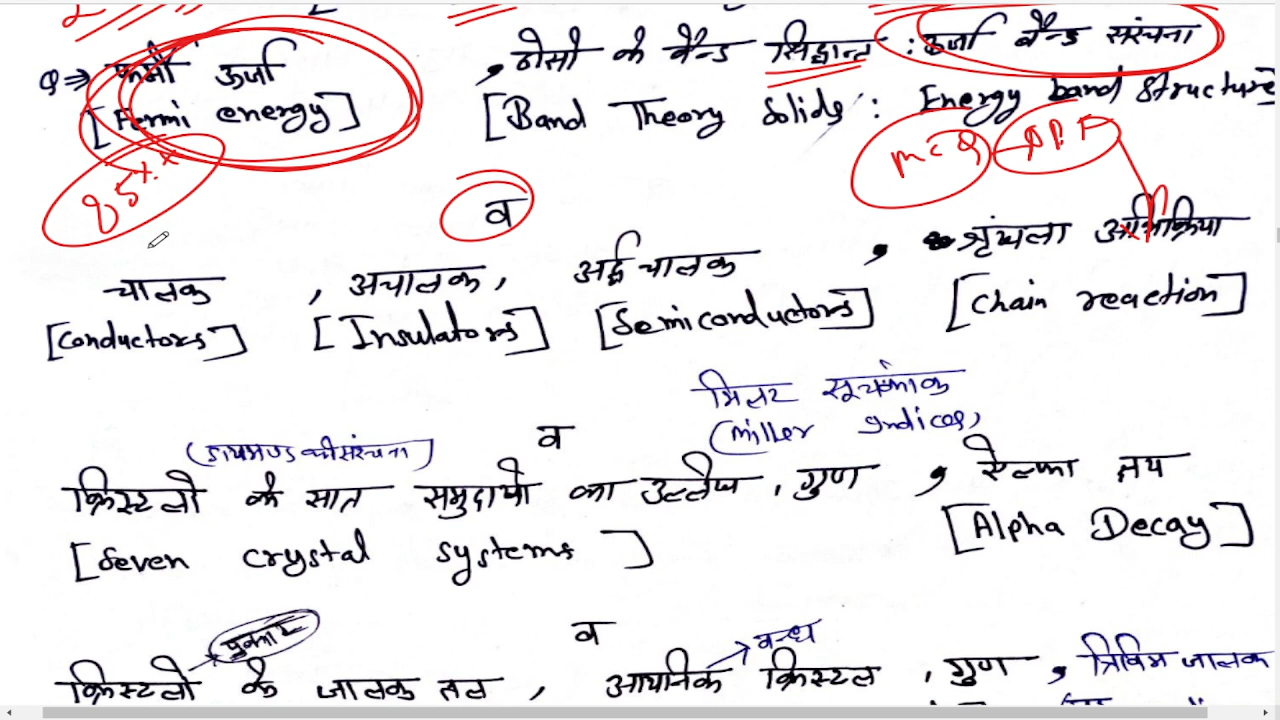 Q ⇒ फर्मी ऊर्जा , ठोसो के बैन्ड सिद्धान्त : ऊर्जा बैन्ड संरचना
[Fermi energy] [Band Theory Solids : Energy band structure
85%.
MCQ
व
चालक , अचालक , अर्द्धचालक , श्रृंखला अभिक्रिया
[Conductors] [Insulators] [Semiconductors] [Chain reaction]
मिलर सूचकांक
(Miller Indices)
व
(डायमण्ड की संरचना)
क्रिस्टलो के सात समुदायो का उल्लेख , गुण , ऐल्फा क्षय
[Seven crystal systems ] [Alpha Decay]
व
प्रकार
बन्ध
क्रिस्टलो के जालक तल , आयनिक क्रिस्टल , गुण , त्रिविम जालक